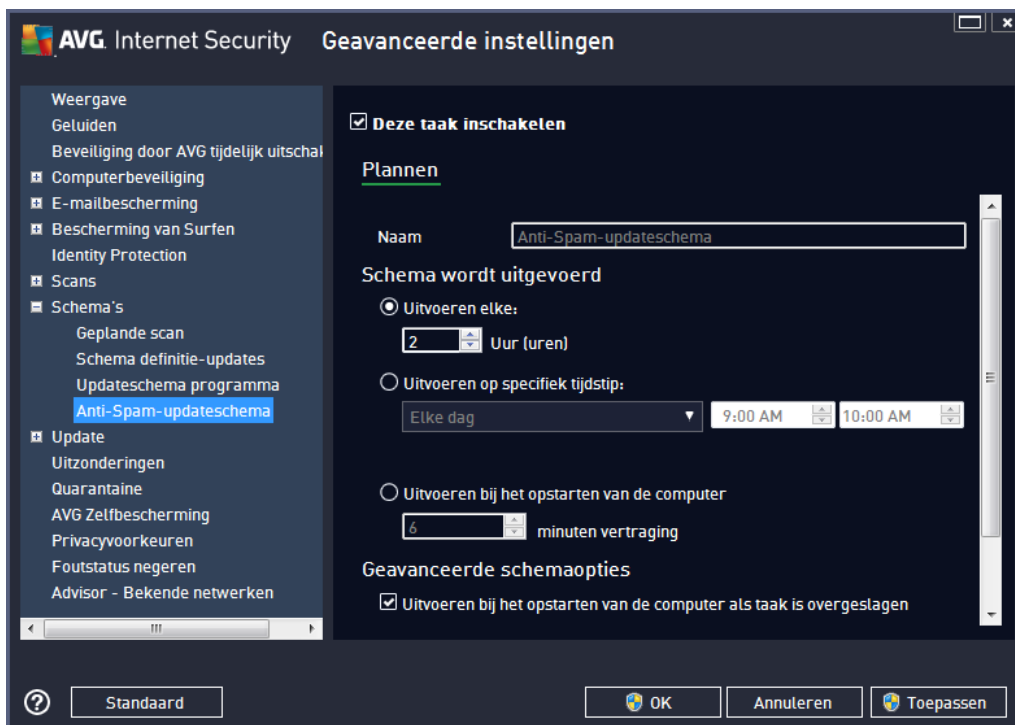 AVG. Internet Security Geavanceerde instellingen
Weergave
Geluiden
Beveiliging door AVG tijdelijk uitschak
Computerbeveiliging
E-mailbescherming
Bescherming van Surfen
Identity Protection
Scans
Schema's
Geplande scan
Schema definitie-updates
Updateschema programma
Anti-Spam-updateschema
Update
Uitzonderingen
Quarantaine
AVG Zelfbescherming
Privacyvoorkeuren
Foutstatus negeren
Advisor - Bekende netwerken
Deze taak inschakelen
Plannen
Naam Anti-Spam-updateschema
Schema wordt uitgevoerd
Uitvoeren elke:
2 Uur (uren)
Uitvoeren op specifiek tijdstip:
Elke dag 9:00 AM 10:00 AM
Uitvoeren bij het opstarten van de computer
6 minuten vertraging
Geavanceerde schemaopties
Uitvoeren bij het opstarten van de computer als taak is overgeslagen
? Standaard OK Annuleren Toepassen